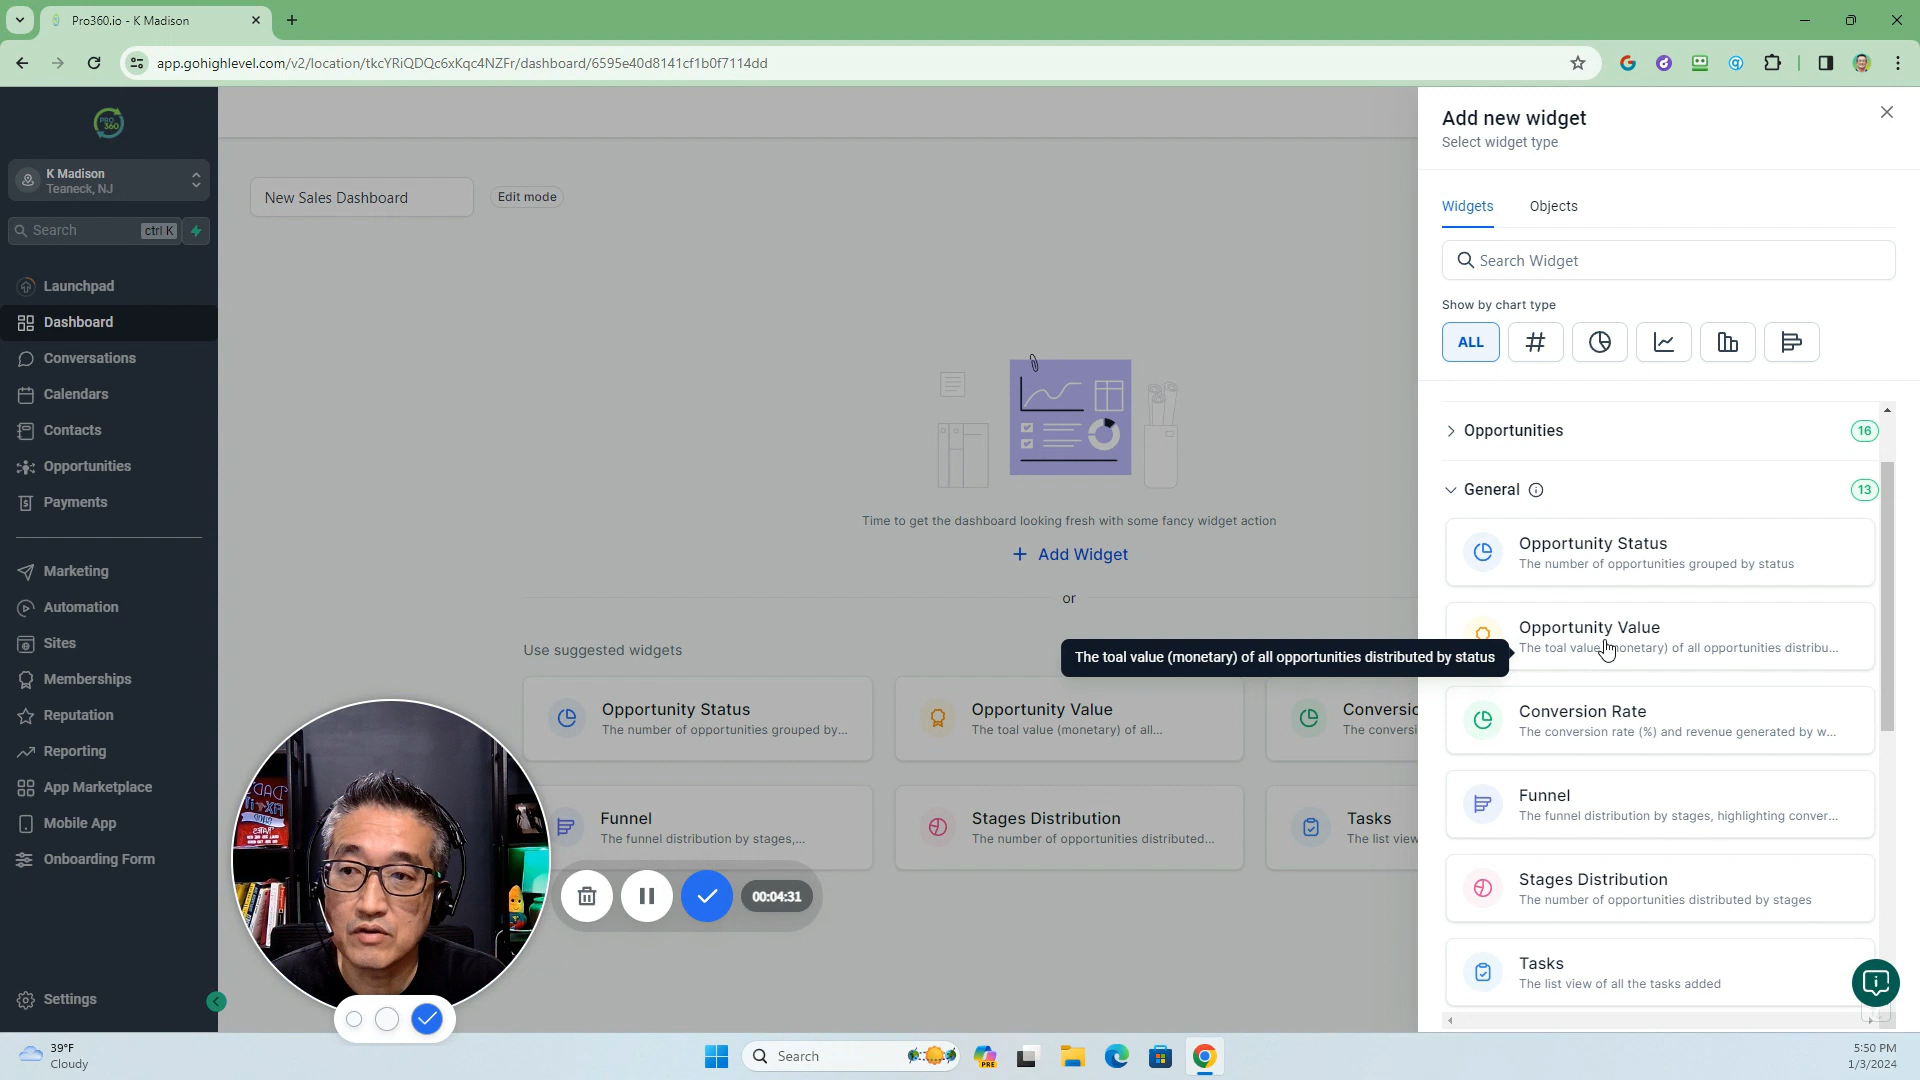 Pro360.io - K Madison
app.gohighlevel.com/v2/location/tkcYRiQDQc6xKqc4NZFr/dashboard/6595e40d8141cf1b0f7114dd
PRO
360
K Madison
Teaneck, NJ
Search
ctrl K
Launchpad
Dashboard
Conversations
Calendars
Contacts
Opportunities
Payments
Marketing
Automation
Sites
Memberships
Reputation
Reporting
App Marketplace
Mobile App
Onboarding Form
Settings
New Sales Dashboard
Edit mode
Time to get the dashboard looking fresh with some fancy widget action
+ Add Widget
or
Use suggested widgets
Opportunity Status
The number of opportunities grouped by...
Opportunity Value
The toal value (monetary) of all...
Conversic
The conversi
Funnel
The funnel distribution by stages,...
Stages Distribution
The number of opportunities distributed...
Tasks
The list view
00:04:31
Add new widget
Select widget type
Widgets
Objects
Search Widget
Show by chart type
ALL
Opportunities
16
General
13
Opportunity Status
The number of opportunities grouped by status
Opportunity Value
The toal value (monetary) of all opportunities distribu...
The toal value (monetary) of all opportunities distributed by status
Conversion Rate
The conversion rate (%) and revenue generated by w...
Funnel
The funnel distribution by stages, highlighting conver...
Stages Distribution
The number of opportunities distributed by stages
Tasks
The list view of all the tasks added
39°F
Cloudy
Search
PRE
5:50 PM
1/3/2024